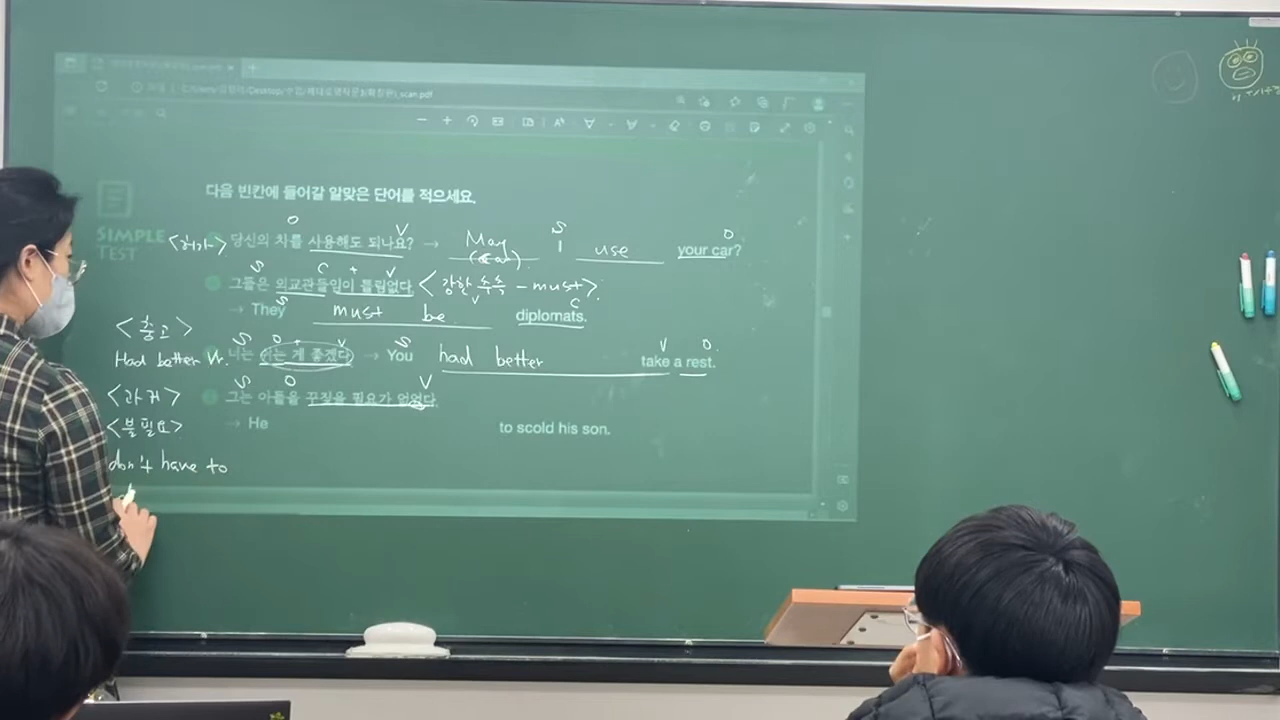 다음 빈칸에 들어갈 알맞은 단어를 적으세요.
SIMPLE TEST
O V S O
<허가> 당신의 차를 사용해도 되나요? → May (Can) I use your car?
S C + V
그들은 외교관들임이 틀림없다. <강한 추측 - must>.
S V C
→ They must be diplomats.
<충고>
S O + V S V O
Had better Vr. 너는 쉬는 게 좋겠다. → You had better take a rest.
S O V
<과거> 그는 아들을 꾸짖을 필요가 없었다.
<불필요> → He to scold his son.
don't have to